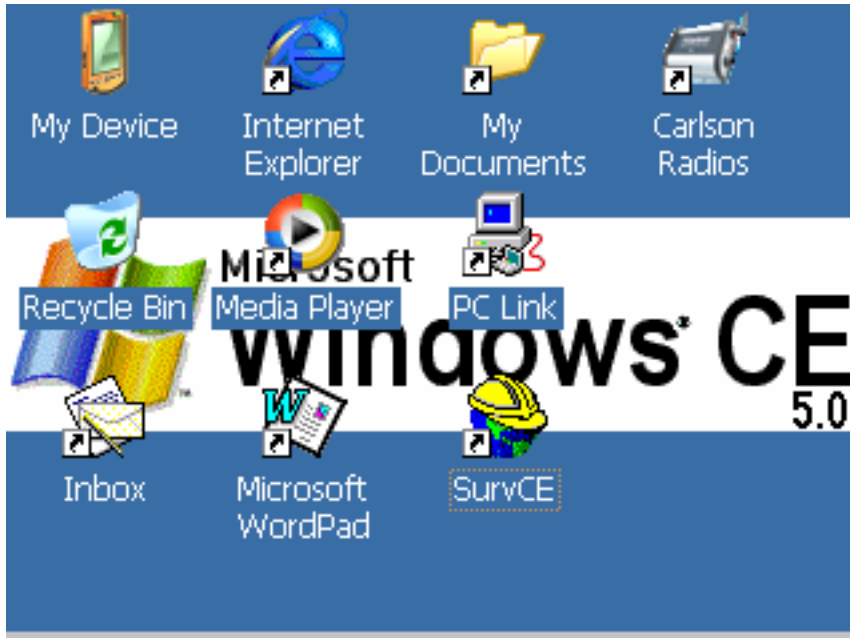 My Device
Internet
Explorer
My
Documents
Carlson
Radios
Recycle Bin
Media Player
PC Link
Microsoft
Windows CE
5.0
Inbox
Microsoft
WordPad
SurvCE